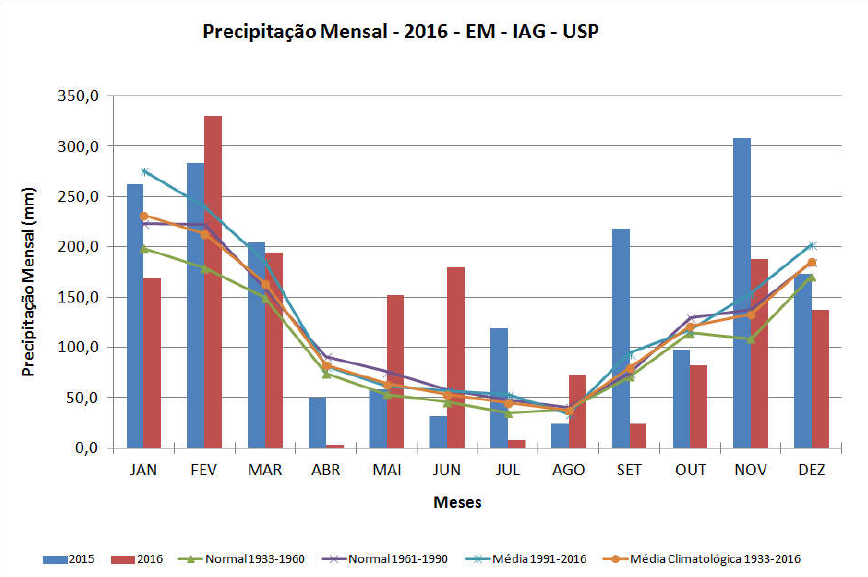 Precipitação Mensal - 2016 - EM - IAG - USP
Precipitação Mensal (mm)
350,0
300,0
250,0
200,0
150,0
100,0
50,0
0,0
JAN FEV MAR ABR MAI JUN JUL AGO SET OUT NOV DEZ
Meses
2015 2016 Normal 1933-1960 Normal 1961-1990 Média 1991-2016 Média Climatológica 1933-2016